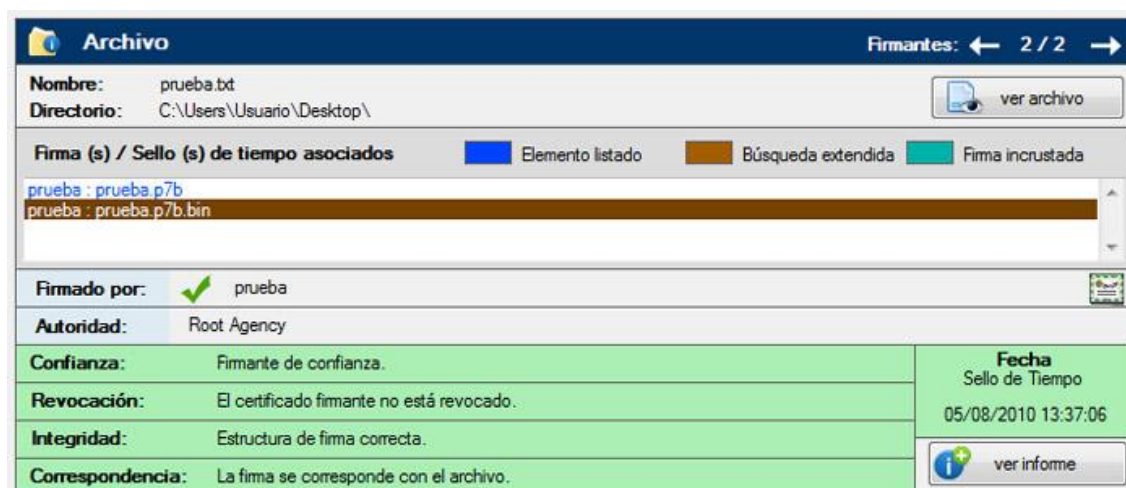 Archivo
Firmantes: 2 / 2
Nombre: prueba.txt
ver archivo
Directorio: C:\Users\Usuario\Desktop\
Firma (s) / Sello (s) de tiempo asociados Elemento listado Búsqueda extendida Firma incrustada
prueba : prueba.p7b
prueba : prueba.p7b.bin
Firmado por: prueba
Autoridad: Root Agency
Confianza: Firmante de confianza.
Fecha
Sello de Tiempo
Revocación: El certificado firmante no está revocado.
05/08/2010 13:37:06
Integridad: Estructura de firma correcta.
Correspondencia: La firma se corresponde con el archivo.
ver informe